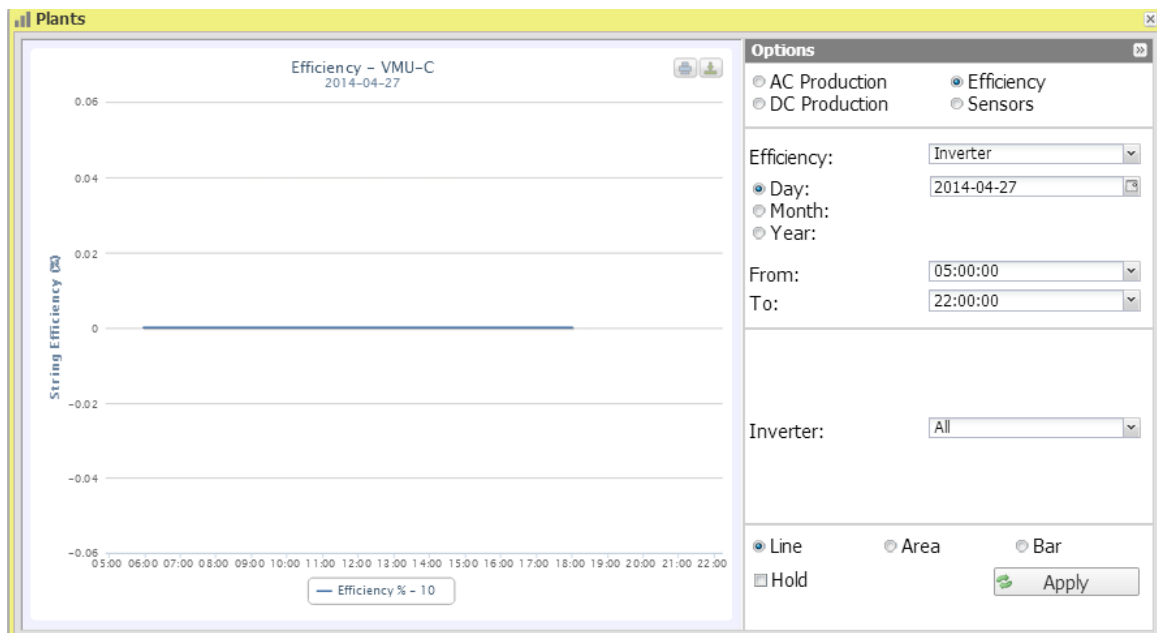 Plants
Efficiency - VMU-C
2014-04-27
0.06
0.04
0.02
0
-0.02
-0.04
-0.06
String Efficiency (%)
05:00 06:00 07:00 08:00 09:00 10:00 11:00 12:00 13:00 14:00 15:00 16:00 17:00 18:00 19:00 20:00 21:00 22:00
Efficiency % - 10
Options
AC Production Efficiency
DC Production Sensors
Efficiency: Inverter
Day: 2014-04-27
Month:
Year:
From: 05:00:00
To: 22:00:00
Inverter: All
Line Area Bar
Hold Apply